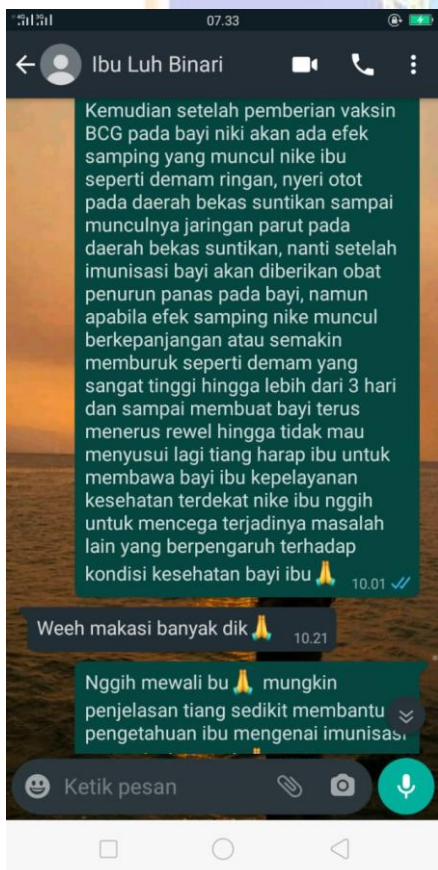 07.33
Ibu Luh Binari
Kemudian setelah pemberian vaksin
BCG pada bayi niki akan ada efek
samping yang muncul nike ibu
seperti demam ringan, nyeri otot
pada daerah bekas suntikan sampai
munculnya jaringan parut pada
daerah bekas suntikan, nanti setelah
imunisasi bayi akan diberikan obat
penurun panas pada bayi, namun
apabila efek samping nike muncul
berkepanjangan atau semakin
memburuk seperti demam yang
sangat tinggi hingga lebih dari 3 hari
dan sampai membuat bayi terus
menerus rewel hingga tidak mau
menyusui lagi tiang harap ibu untuk
membawa bayi ibu kepelayanan
kesehatan terdekat nike ibu nggih
untuk mencega terjadinya masalah
lain yang berpengaruh terhadap
kondisi kesehatan bayi ibu 🙏 10.01
Weeh makasi banyak dik 🙏 10.21
Nggih mewali bu 🙏 mungkin
penjelasan tiang sedikit membantu
pengetahuan ibu mengenai imunisasi
Ketik pesan